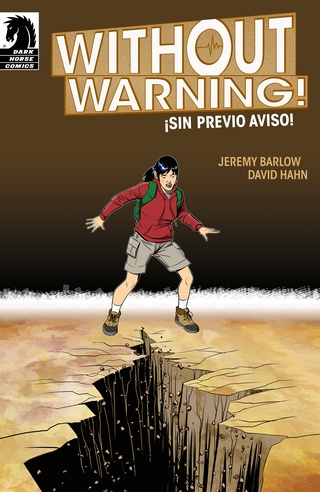 DARK
HORSE
COMICS
WITHOUT
WARNING!
¡SIN PREVIO AVISO!
JEREMY BARLOW
DAVID HAHN